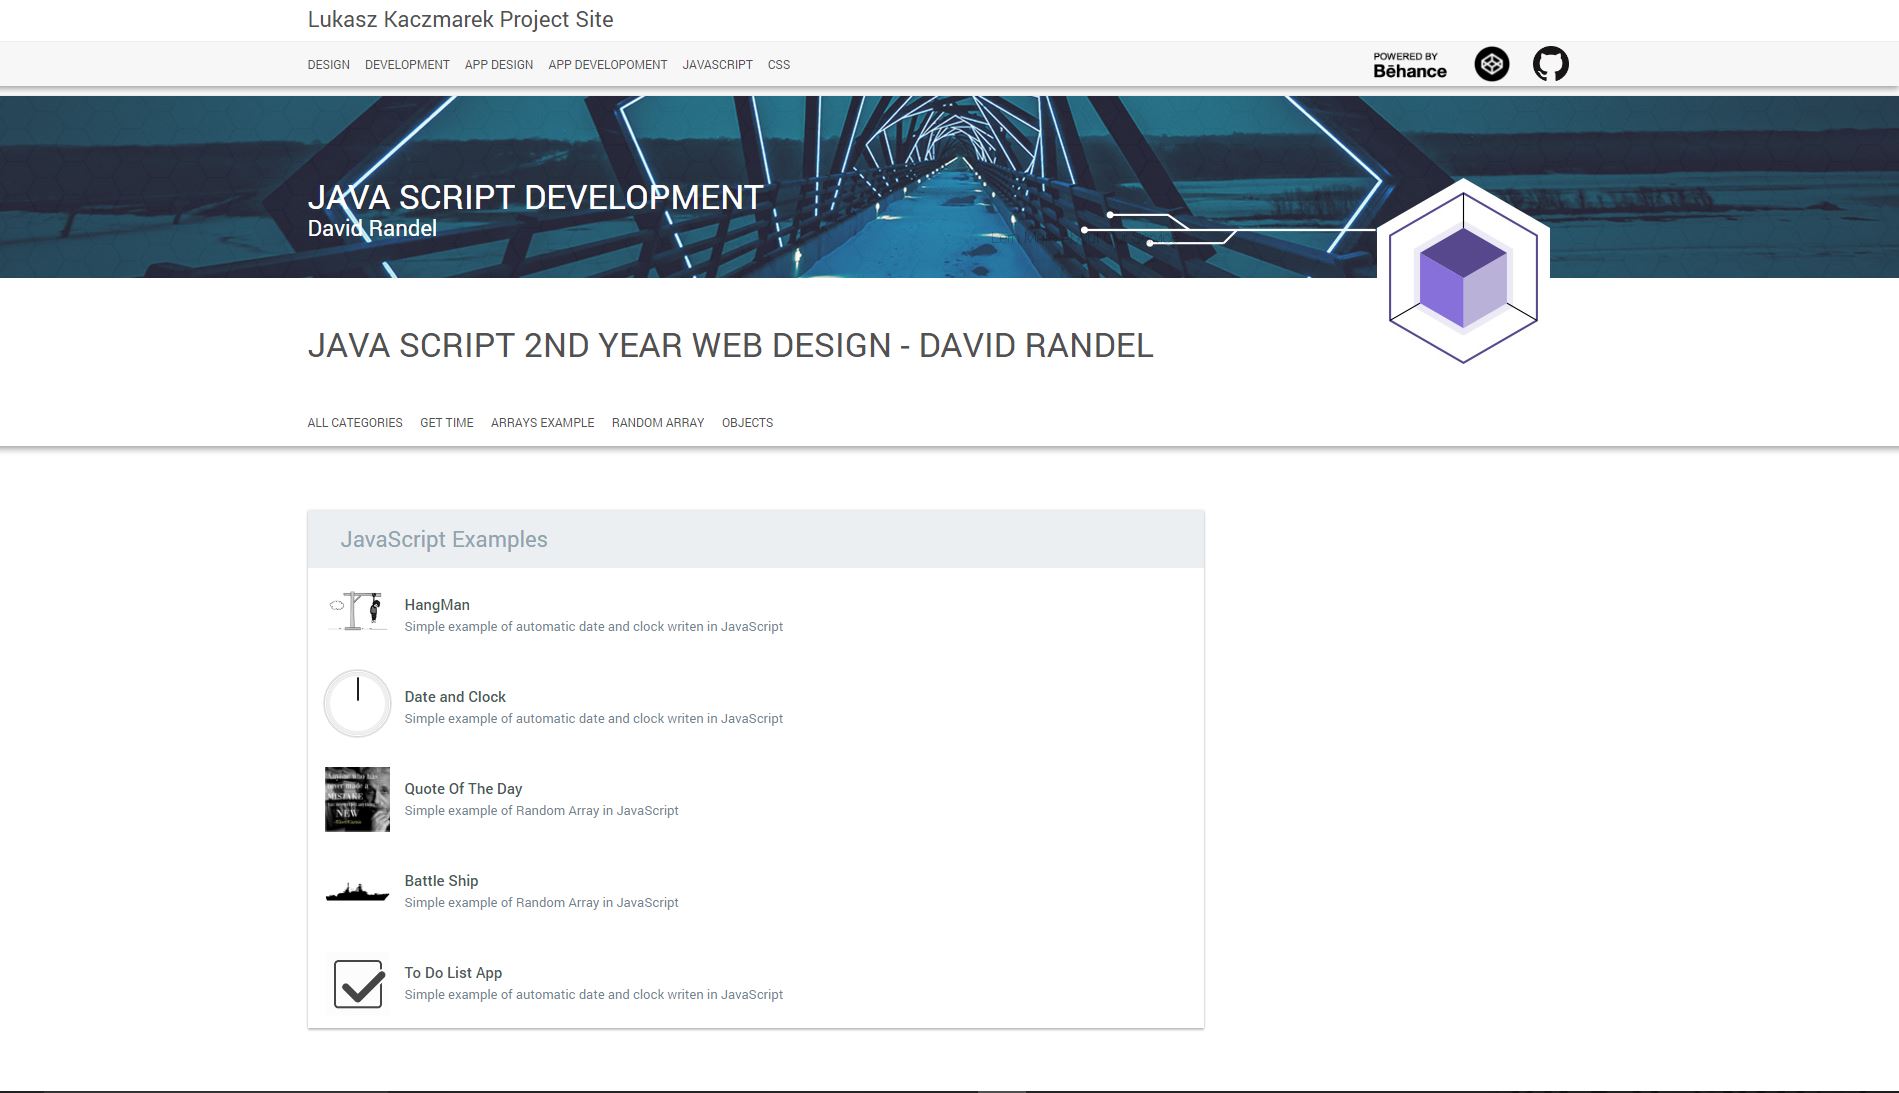 Lukasz Kaczmarek Project Site
DESIGN DEVELOPMENT APP DESIGN APP DEVELOPOMENT JAVASCRIPT CSS
POWERED BY
Bēhance
JAVA SCRIPT DEVELOPMENT
David Randel
JAVA SCRIPT 2ND YEAR WEB DESIGN - DAVID RANDEL
ALL CATEGORIES GET TIME ARRAYS EXAMPLE RANDOM ARRAY OBJECTS
JavaScript Examples
HangMan
Simple example of automatic date and clock writen in JavaScript
Date and Clock
Simple example of automatic date and clock writen in JavaScript
Anyone who has
never made a
MISTAKE
NEW
Quote Of The Day
Simple example of Random Array in JavaScript
Battle Ship
Simple example of Random Array in JavaScript
To Do List App
Simple example of automatic date and clock writen in JavaScript